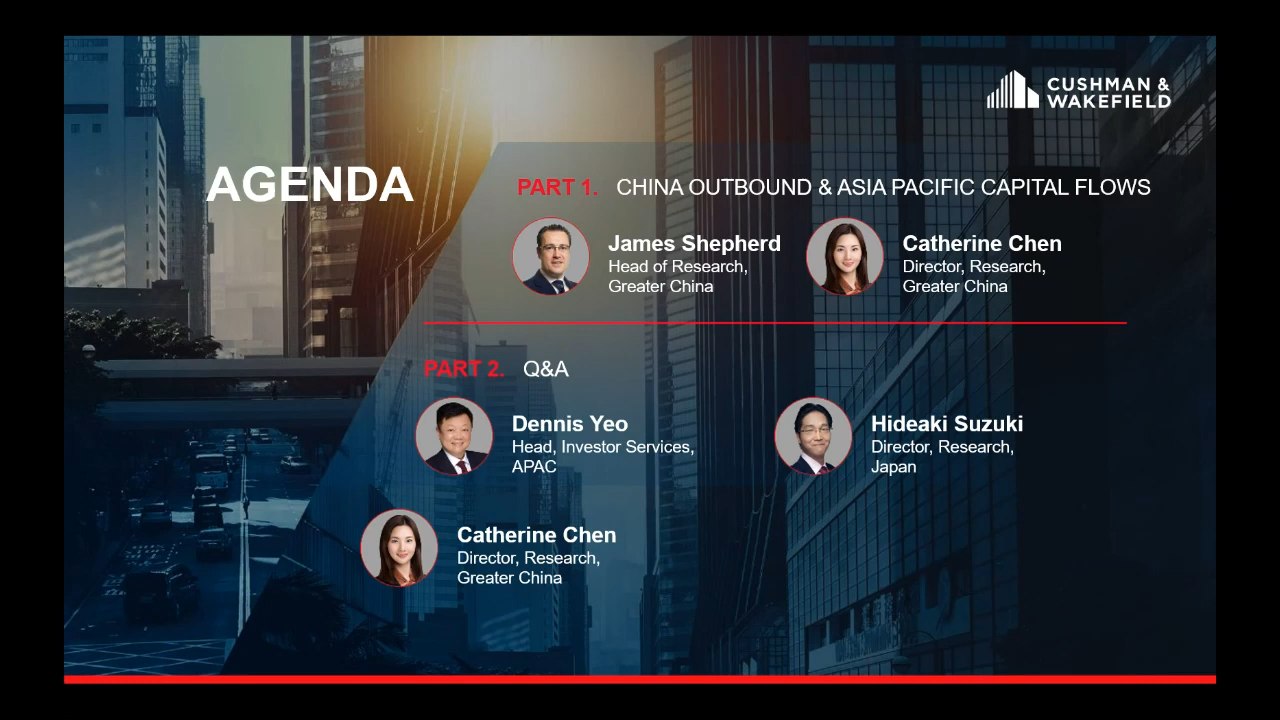 CUSHMAN &
WAKEFIELD
AGENDA
PART 1. CHINA OUTBOUND & ASIA PACIFIC CAPITAL FLOWS
James Shepherd
Head of Research,
Greater China
Catherine Chen
Director, Research,
Greater China
PART 2. Q&A
Dennis Yeo
Head, Investor Services,
APAC
Hideaki Suzuki
Director, Research,
Japan
Catherine Chen
Director, Research,
Greater China